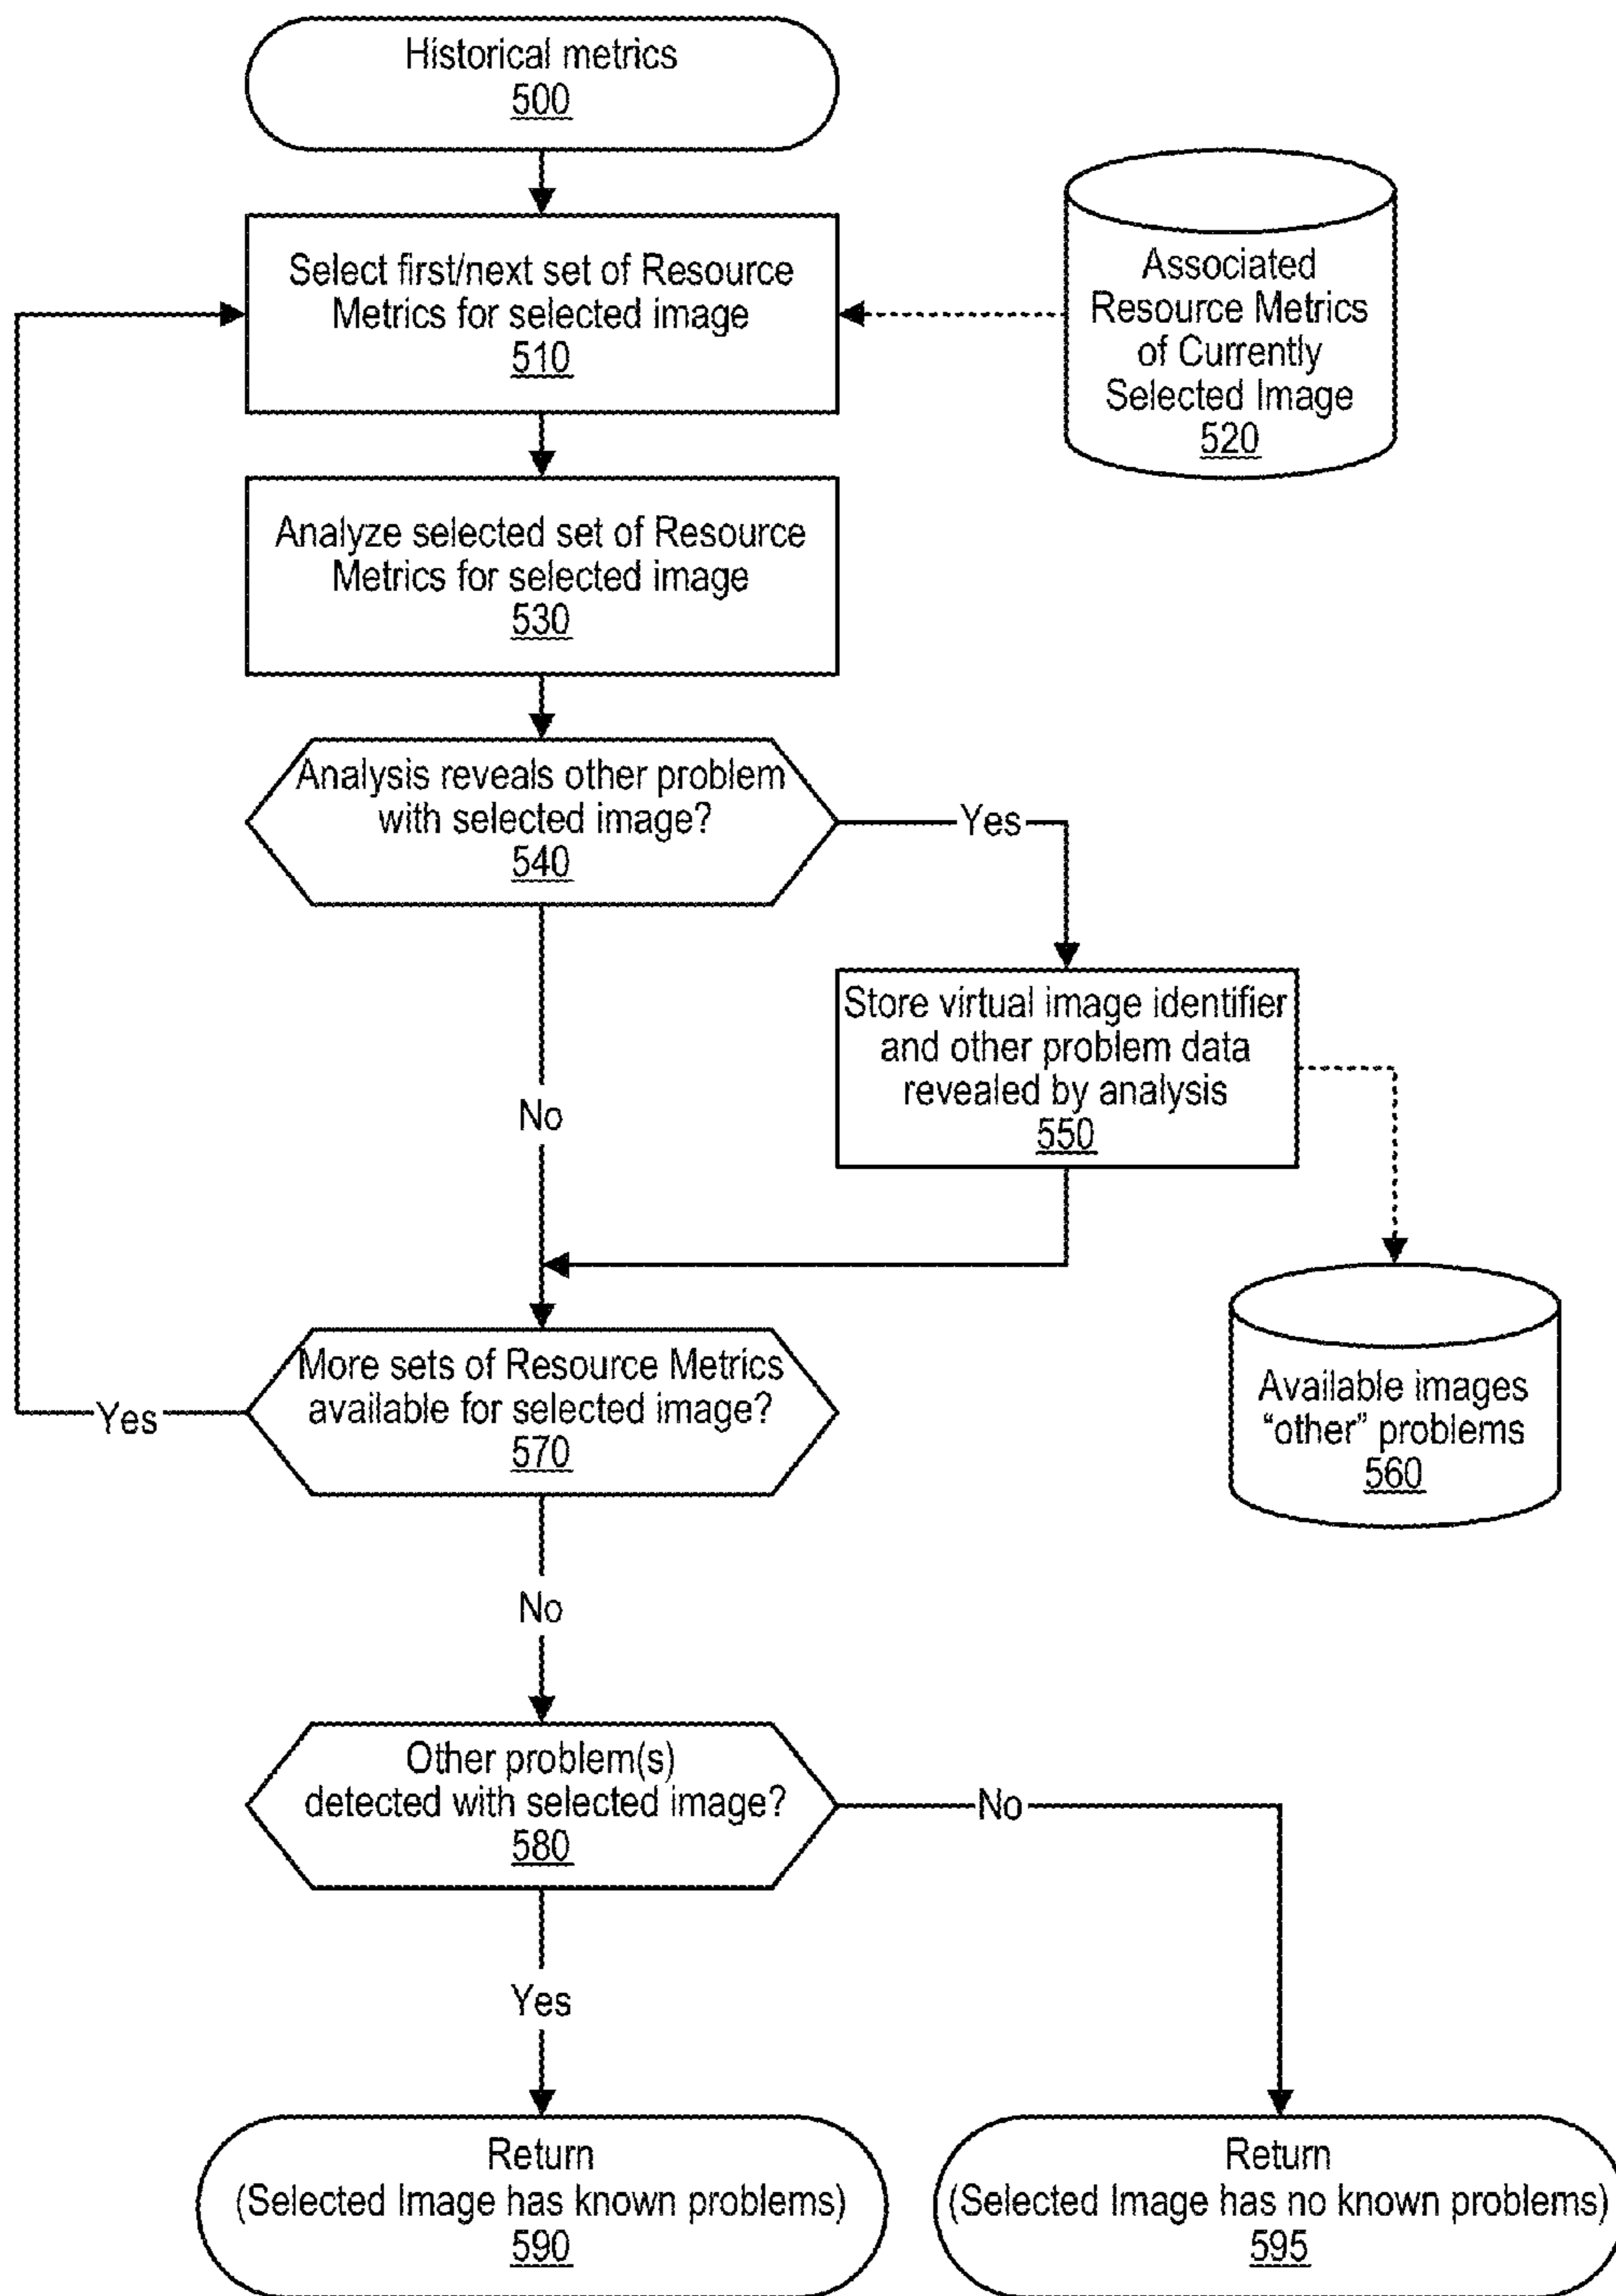 Historical metrics
500
Select first/next set of Resource
Metrics for selected image
510
Associated
Resource Metrics
of Currently
Selected Image
520
Analyze selected set of Resource
Metrics for selected image
530
Analysis reveals other problem
with selected image?
540
Yes
No
Store virtual image identifier
and other problem data
revealed by analysis
550
Available images
“other” problems
560
More sets of Resource Metrics
available for selected image?
570
Yes
No
Other problem(s)
detected with selected image?
580
No
Yes
Return
(Selected Image has known problems)
590
Return
(Selected Image has no known problems)
595